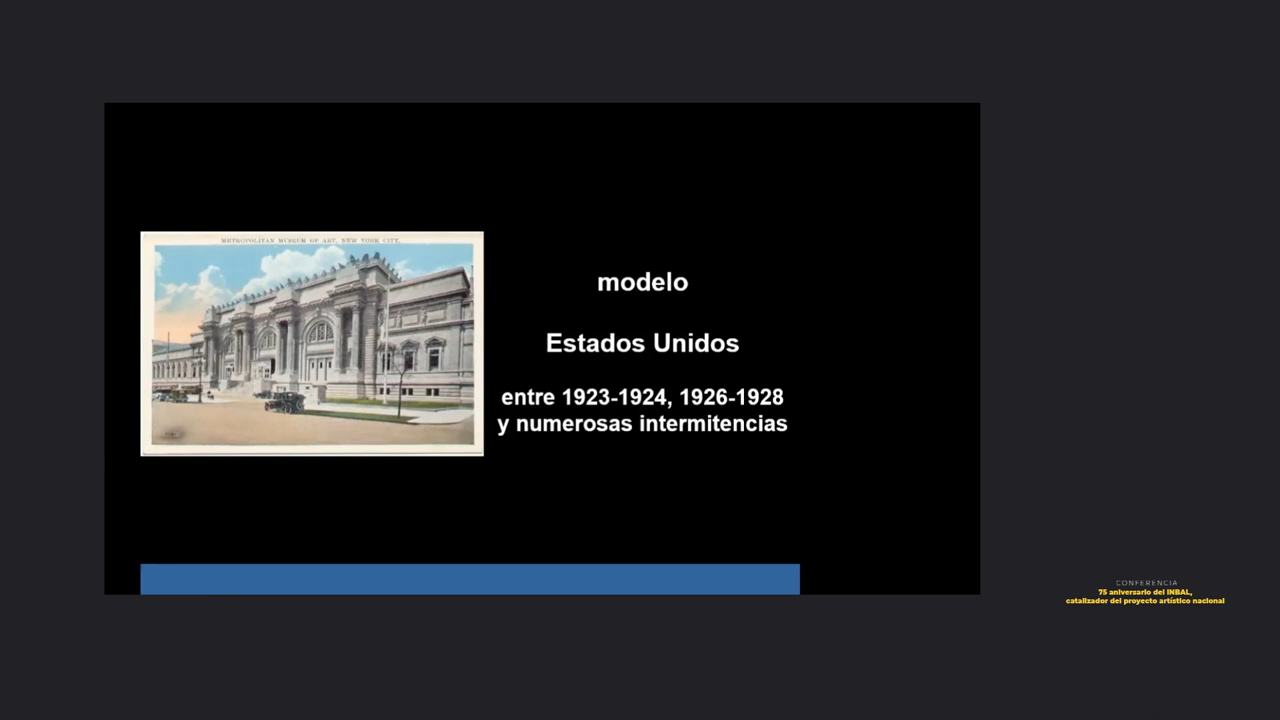 METROPOLITAN MUSEUM OF ART, NEW YORK CITY.
modelo
Estados Unidos
entre 1923-1924, 1926-1928
y numerosas intermitencias
CONFERENCIA
75 aniversario del INBAL,
catalizador del proyecto artístico nacional